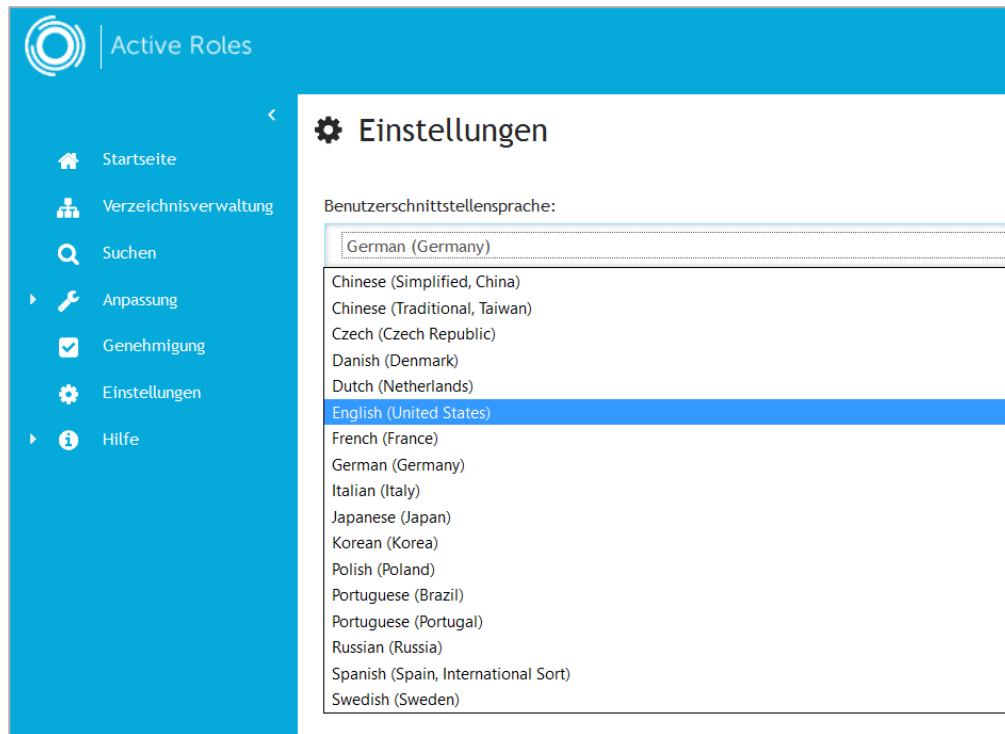 Active Roles
Startseite
Verzeichnisverwaltung
Suchen
Anpassung
Genehmigung
Einstellungen
Hilfe
Einstellungen
Benutzerschnittstellensprache:
German (Germany)
Chinese (Simplified, China)
Chinese (Traditional, Taiwan)
Czech (Czech Republic)
Danish (Denmark)
Dutch (Netherlands)
English (United States)
French (France)
German (Germany)
Italian (Italy)
Japanese (Japan)
Korean (Korea)
Polish (Poland)
Portuguese (Brazil)
Portuguese (Portugal)
Russian (Russia)
Spanish (Spain, International Sort)
Swedish (Sweden)